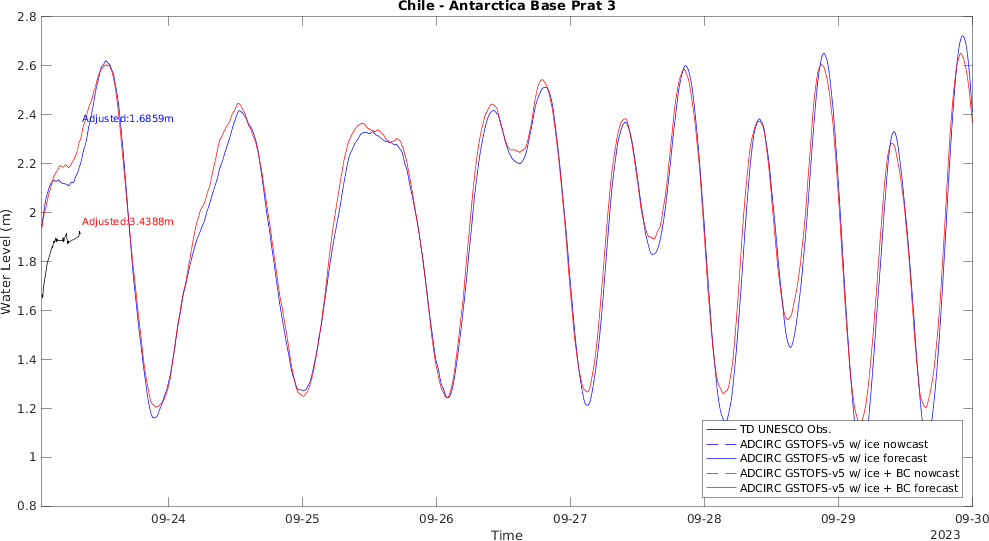 Chile - Antarctica Base Prat 3
Water Level (m)
2.8
2.6
2.4
2.2
2
1.8
1.6
1.4
1.2
1
0.8
Adjusted:1.6859m
Adjusted:3.4388m
TD UNESCO Obs.
ADCIRC GSTOFS-v5 w/ ice nowcast
ADCIRC GSTOFS-v5 w/ ice forecast
ADCIRC GSTOFS-v5 w/ ice + BC nowcast
ADCIRC GSTOFS-v5 w/ ice + BC forecast
09-24 09-25 09-26 09-27 09-28 09-29 09-30
Time
2023